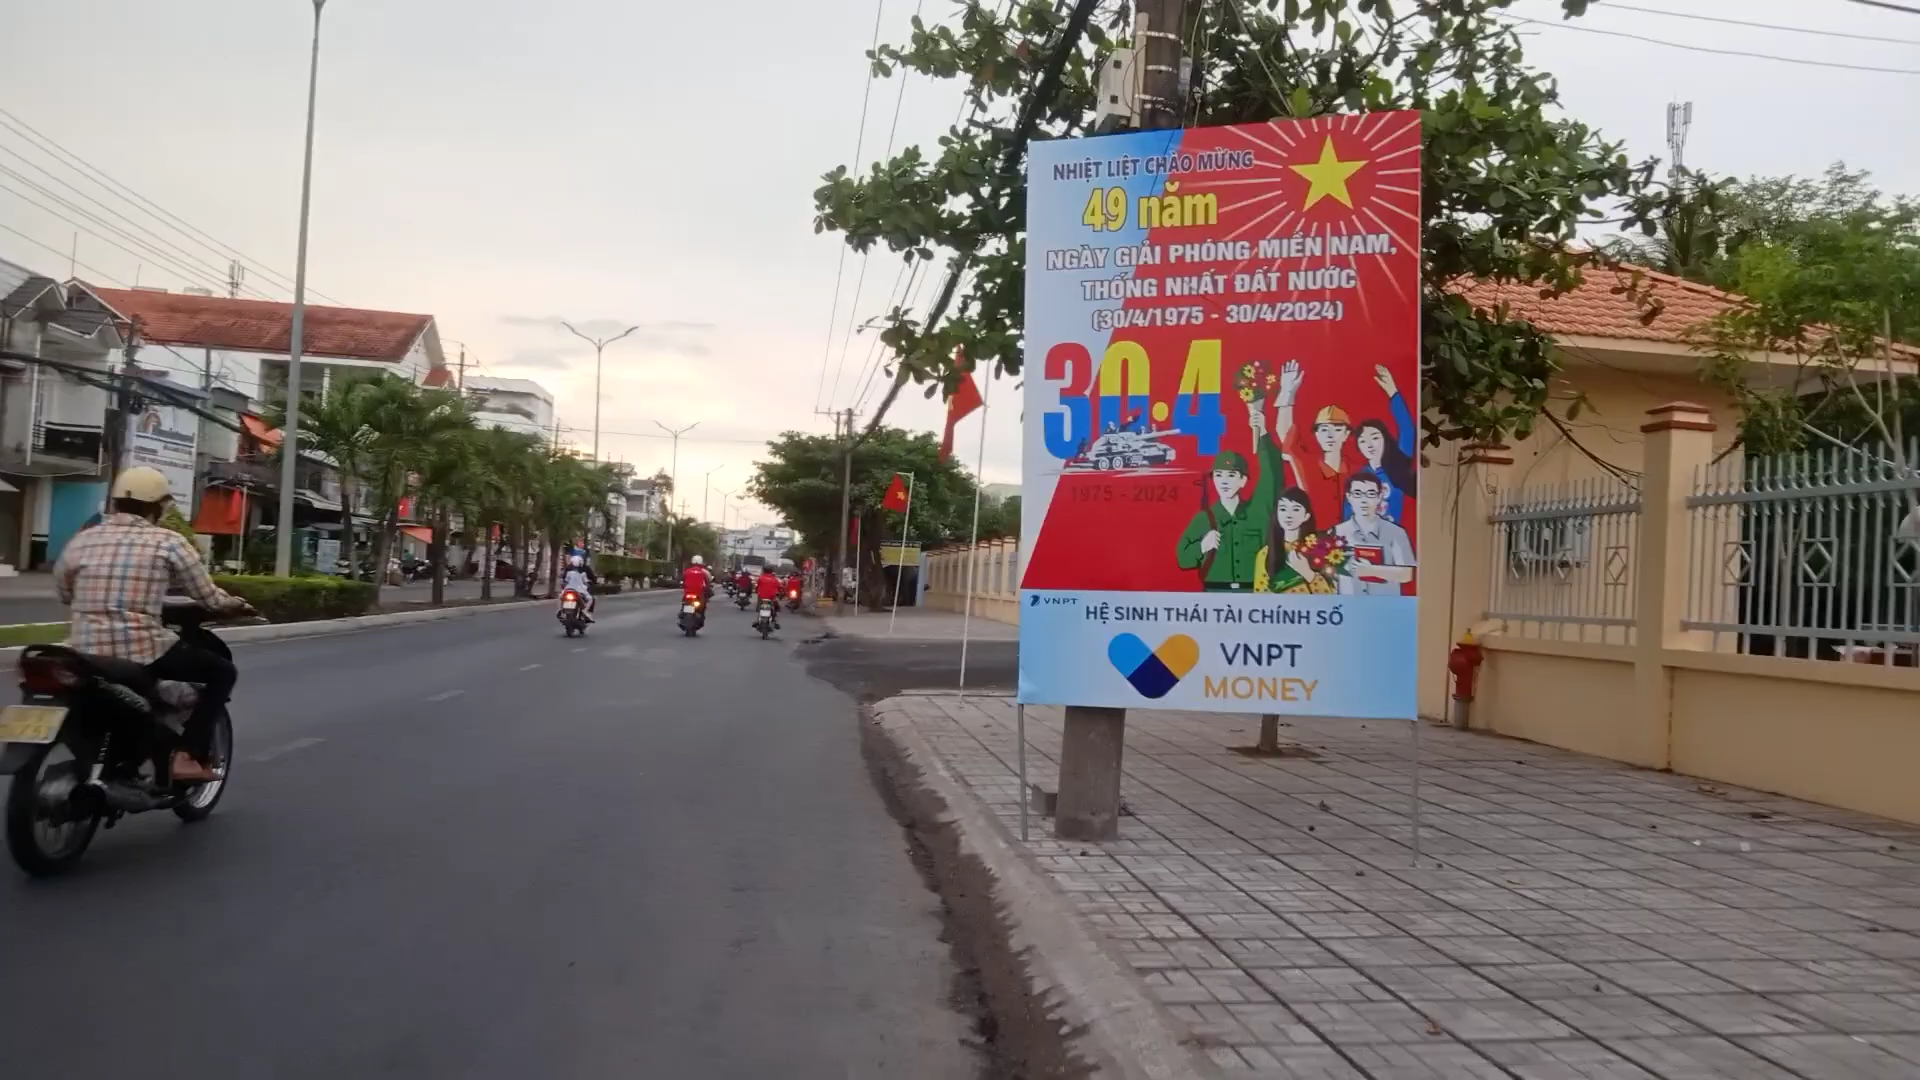 NHIỆT LIỆT CHÀO MỪNG
49 năm
NGÀY GIẢI PHÓNG MIỀN NAM,
THỐNG NHẤT ĐẤT NƯỚC
(30/4/1975 - 30/4/2024)
30.4
1975 - 2024
VNPT
HỆ SINH THÁI TÀI CHÍNH SỐ
VNPT
MONEY